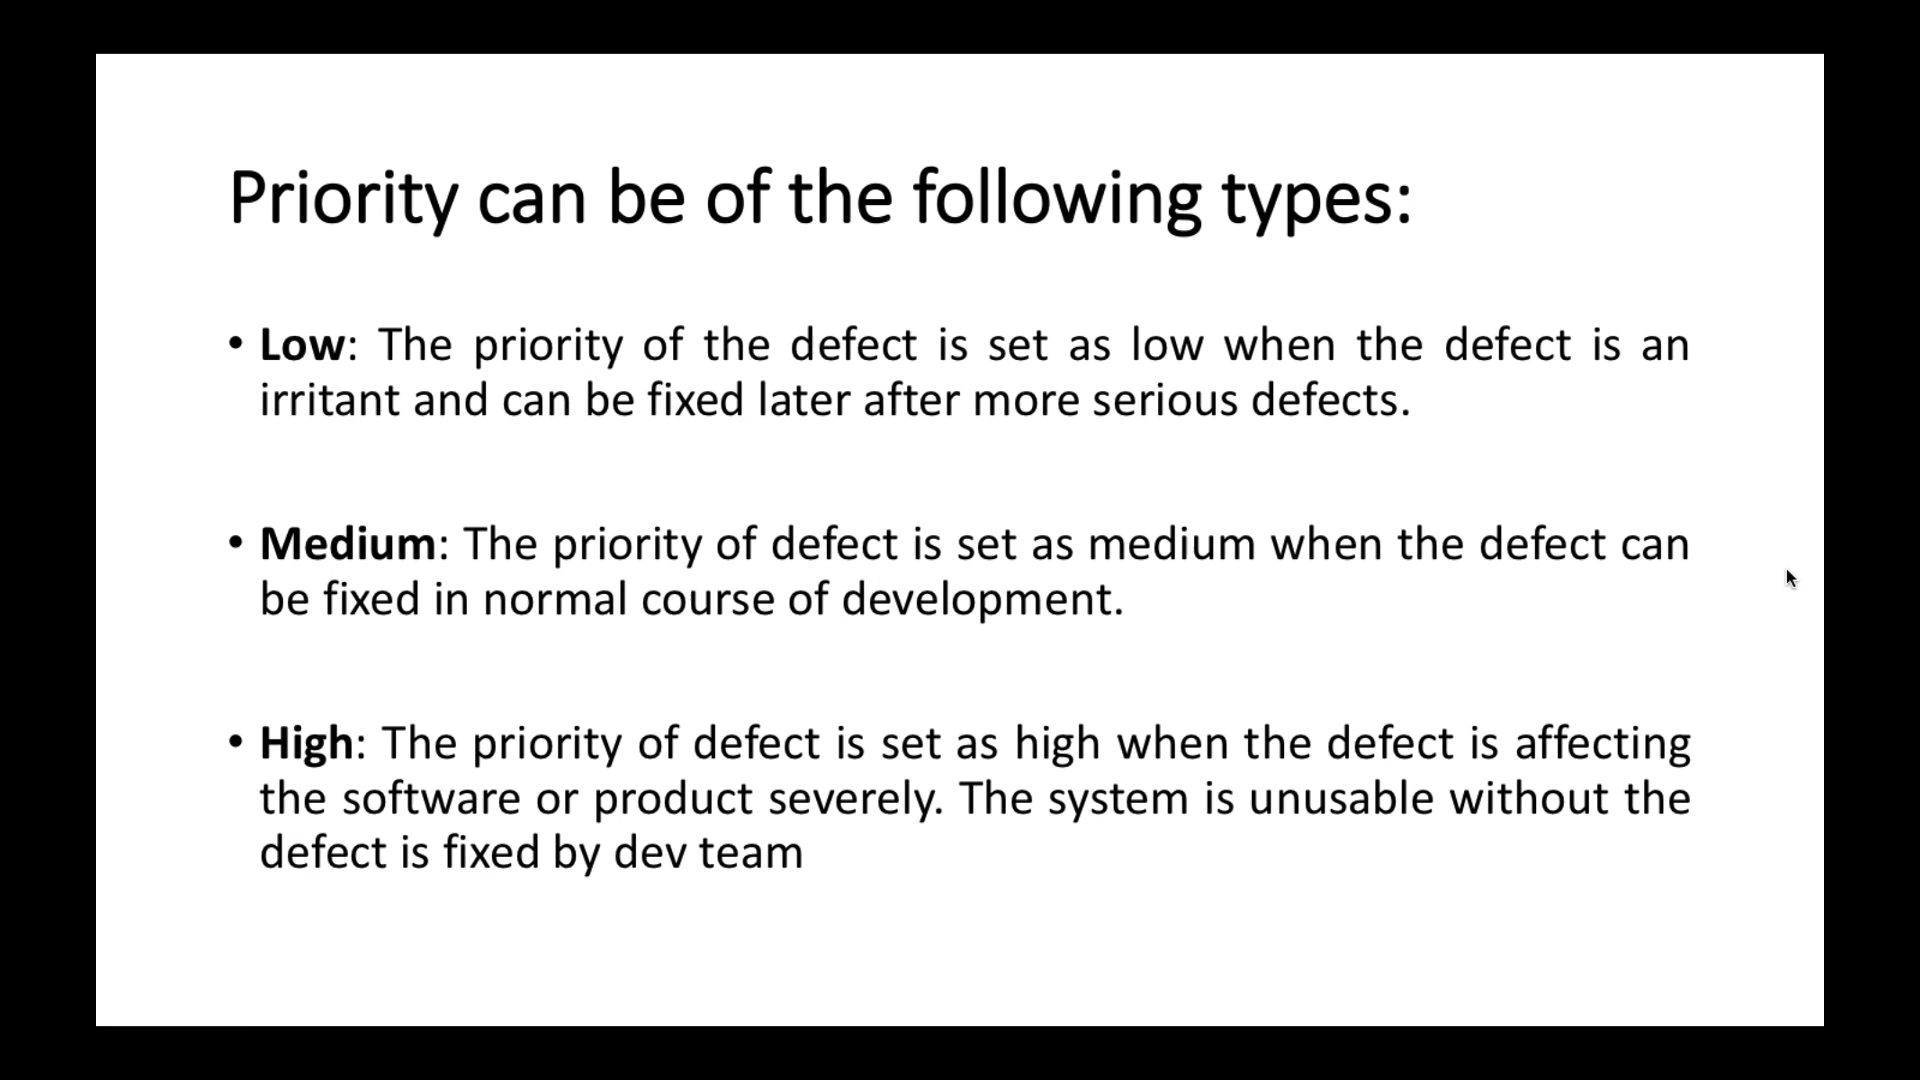 Priority can be of the following types:
• Low: The priority of the defect is set as low when the defect is an
irritant and can be fixed later after more serious defects.
• Medium: The priority of defect is set as medium when the defect can
be fixed in normal course of development.
• High: The priority of defect is set as high when the defect is affecting
the software or product severely. The system is unusable without the
defect is fixed by dev team